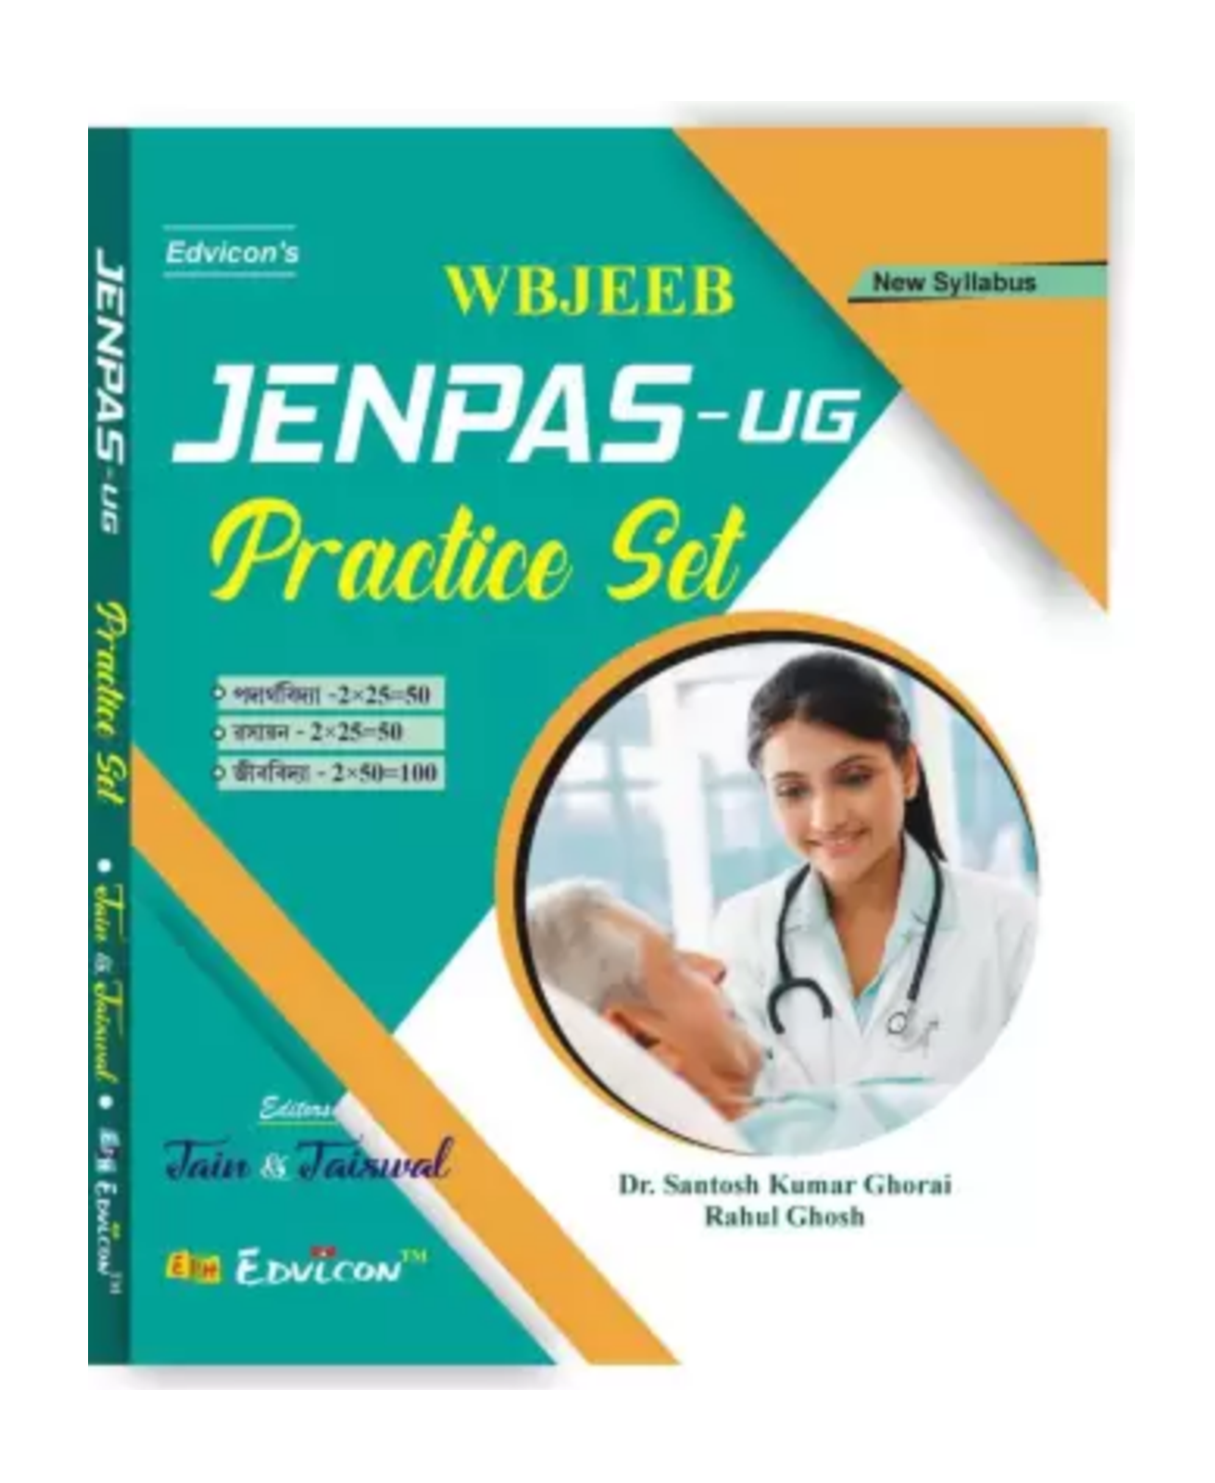 Edvicon's
WBJEEB
New Syllabus
JENPAS-UG
Practice Set
পদার্থবিদ্যা -2×25=50
রসায়ন - 2×25=50
জীববিদ্যা - 2×50=100
Editors
Jain & Jaiswal
EDViCON™
Dr. Santosh Kumar Ghorai
Rahul Ghosh
JENPAS-UG Practice Set • Jain & Jaiswal • EDViCON™